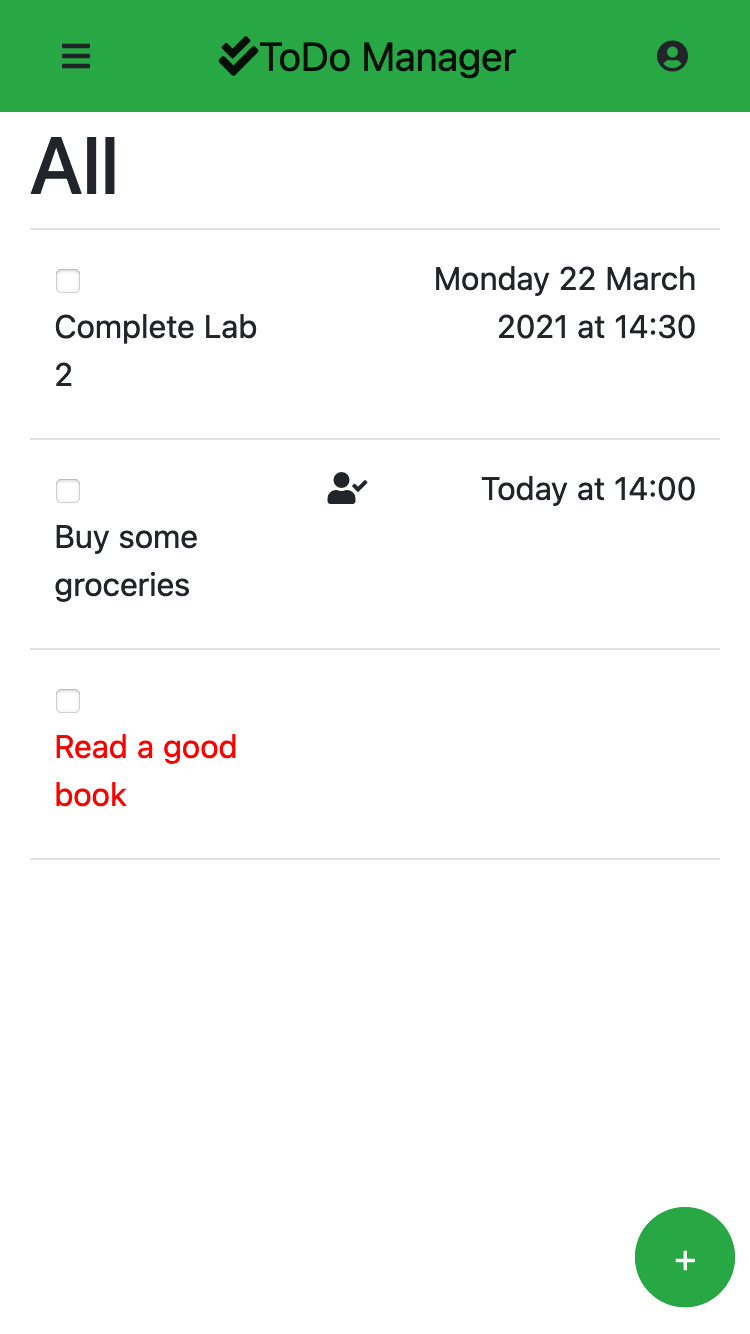 ToDo Manager
All
Monday 22 March
2021 at 14:30
Complete Lab
2
Today at 14:00
Buy some
groceries
Read a good
book
+